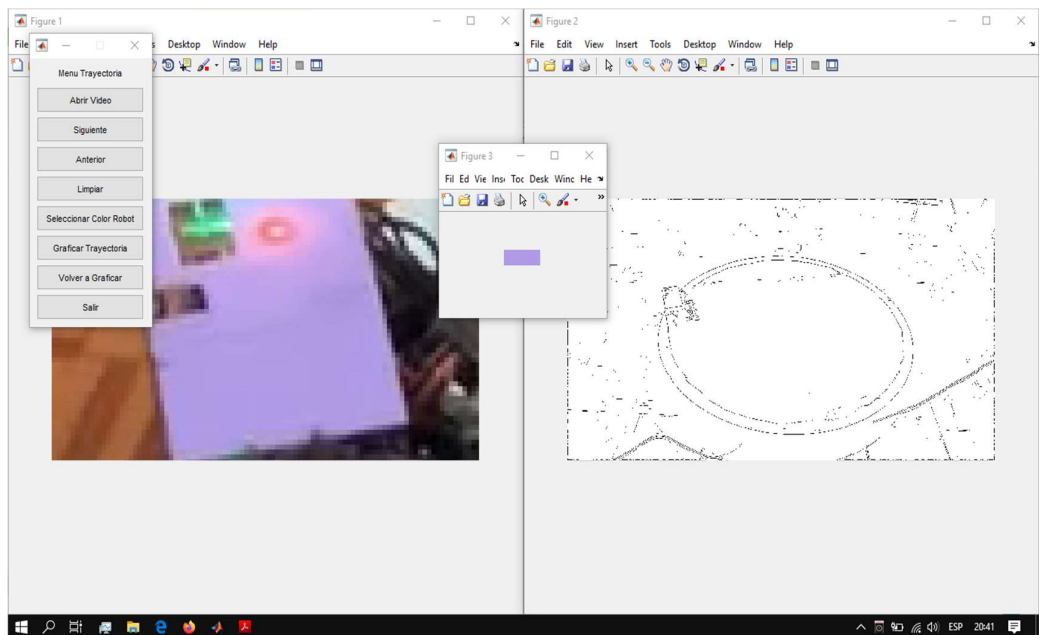 Figure 1
File
s Desktop Window Help
Menu Trayectoria
Abrir Video
Siguiente
Anterior
Limpiar
Seleccionar Color Robot
Graficar Trayectoria
Volver a Graficar
Salir
Figure 3
Fil Ed Vie Ins Toc Desk Winc He
Figure 2
File Edit View Insert Tools Desktop Window Help
ESP 20:41